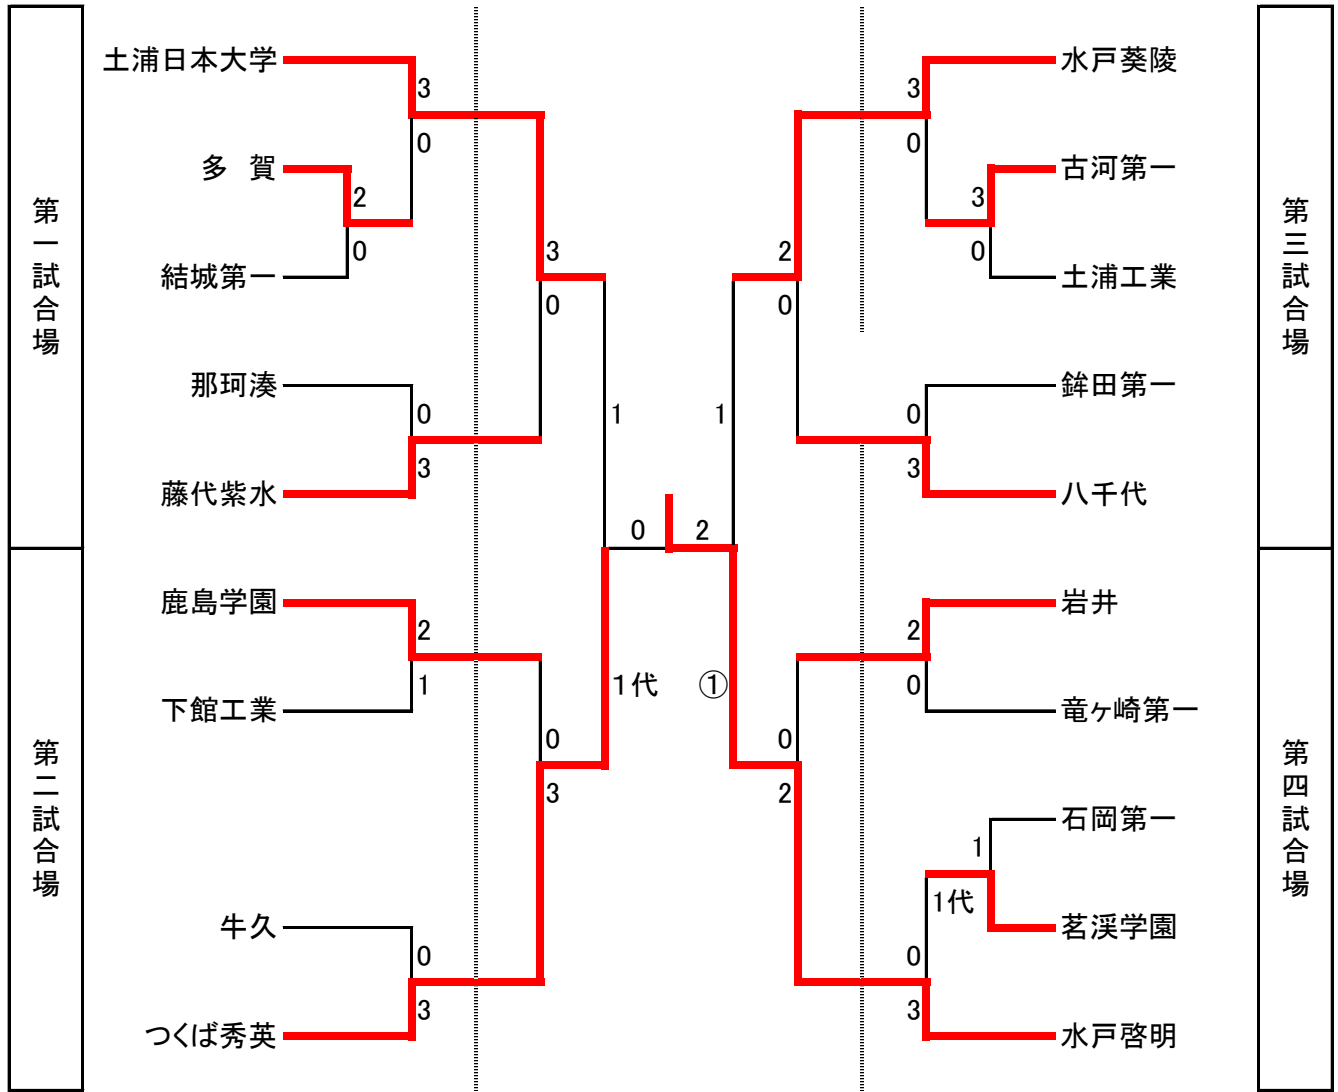 第一試合場
土浦日本大学
3
0
多　賀
2
0
結城第一
3
0
那珂湊
0
3
藤代紫水
1
第二試合場
鹿島学園
2
1
下館工業
1代
0
3
牛久
0
3
つくば秀英
0
2
第三試合場
水戸葵陵
3
0
古河第一
3
0
土浦工業
2
0
鉾田第一
0
3
八千代
1
第四試合場
岩井
2
0
竜ヶ崎第一
①
0
2
石岡第一
1
1代
茗溪学園
0
3
水戸啓明